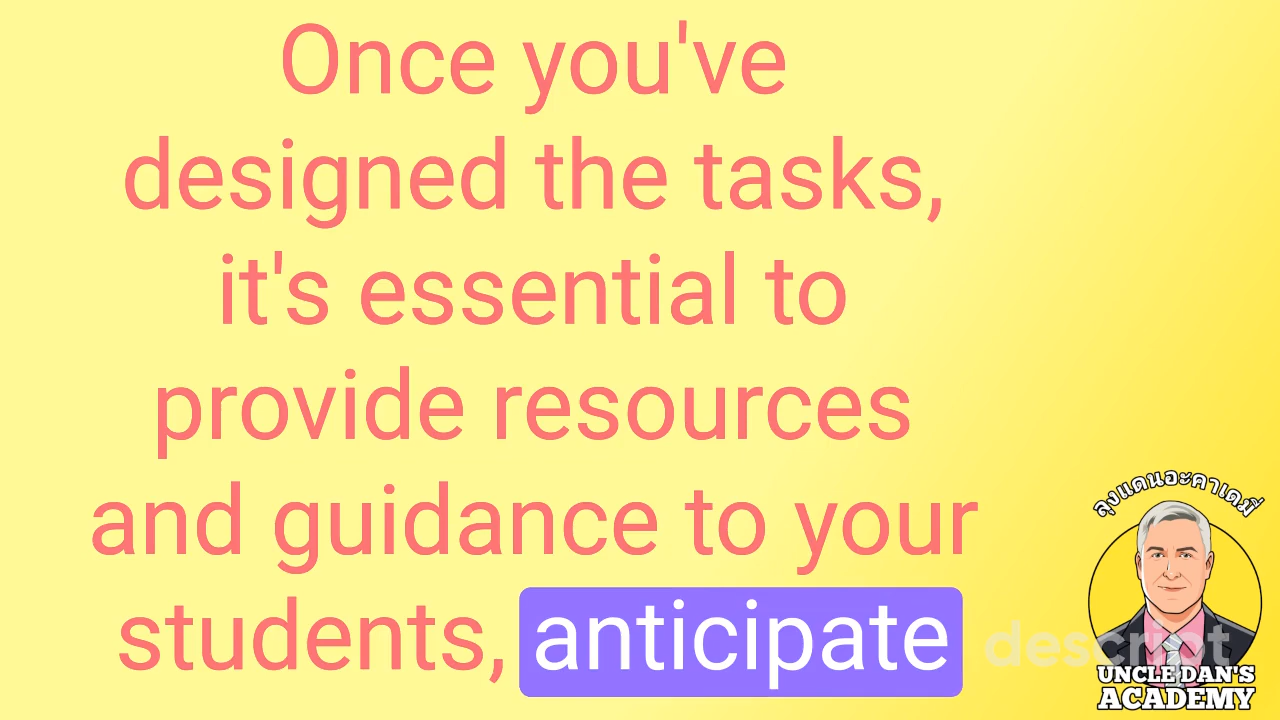 Once you've
designed the tasks,
it's essential to
provide resources
and guidance to your
students, anticipate
descript
ลุงแดนอะคาเดมี่
UNCLE DAN'S
ACADEMY